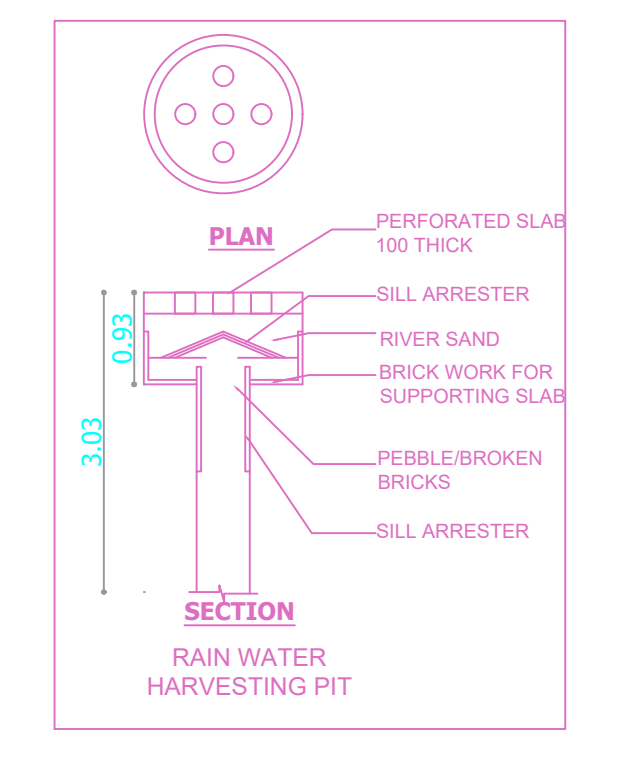 PLAN
PERFORATED SLAB
100 THICK
SILL ARRESTER
RIVER SAND
BRICK WORK FOR
SUPPORTING SLAB
PEBBLE/BROKEN
BRICKS
SILL ARRESTER
0.93
3.03
SECTION
RAIN WATER
HARVESTING PIT